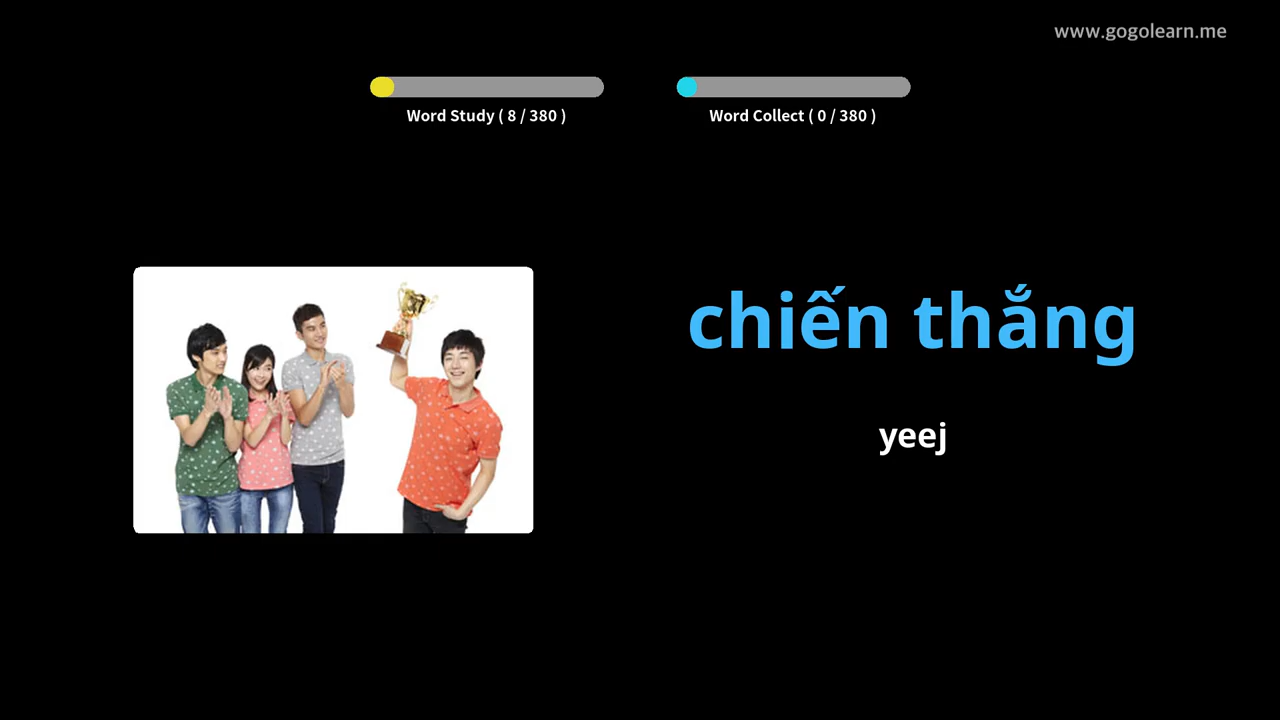 www.gogolearn.me
Word Study ( 8 / 380 )
Word Collect ( 0 / 380 )
chiến thắng
yeej